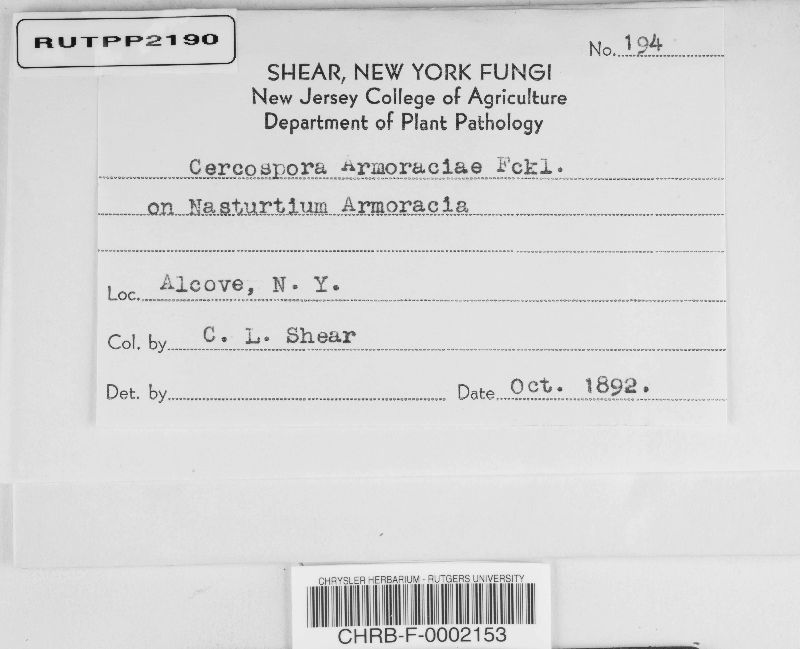 RUTPP2190
No. 194
SHEAR, NEW YORK FUNGI
New Jersey College of Agriculture
Department of Plant Pathology
Cercospora Armoraciae Fckl.
on Nasturtium Armoracia
Loc. Alcove, N. Y.
Col. by C. L. Shear
Det. by Date Oct. 1892.
CHRYSLER HERBARIUM - RUTGERS UNIVERSITY
CHRB-F-0002153